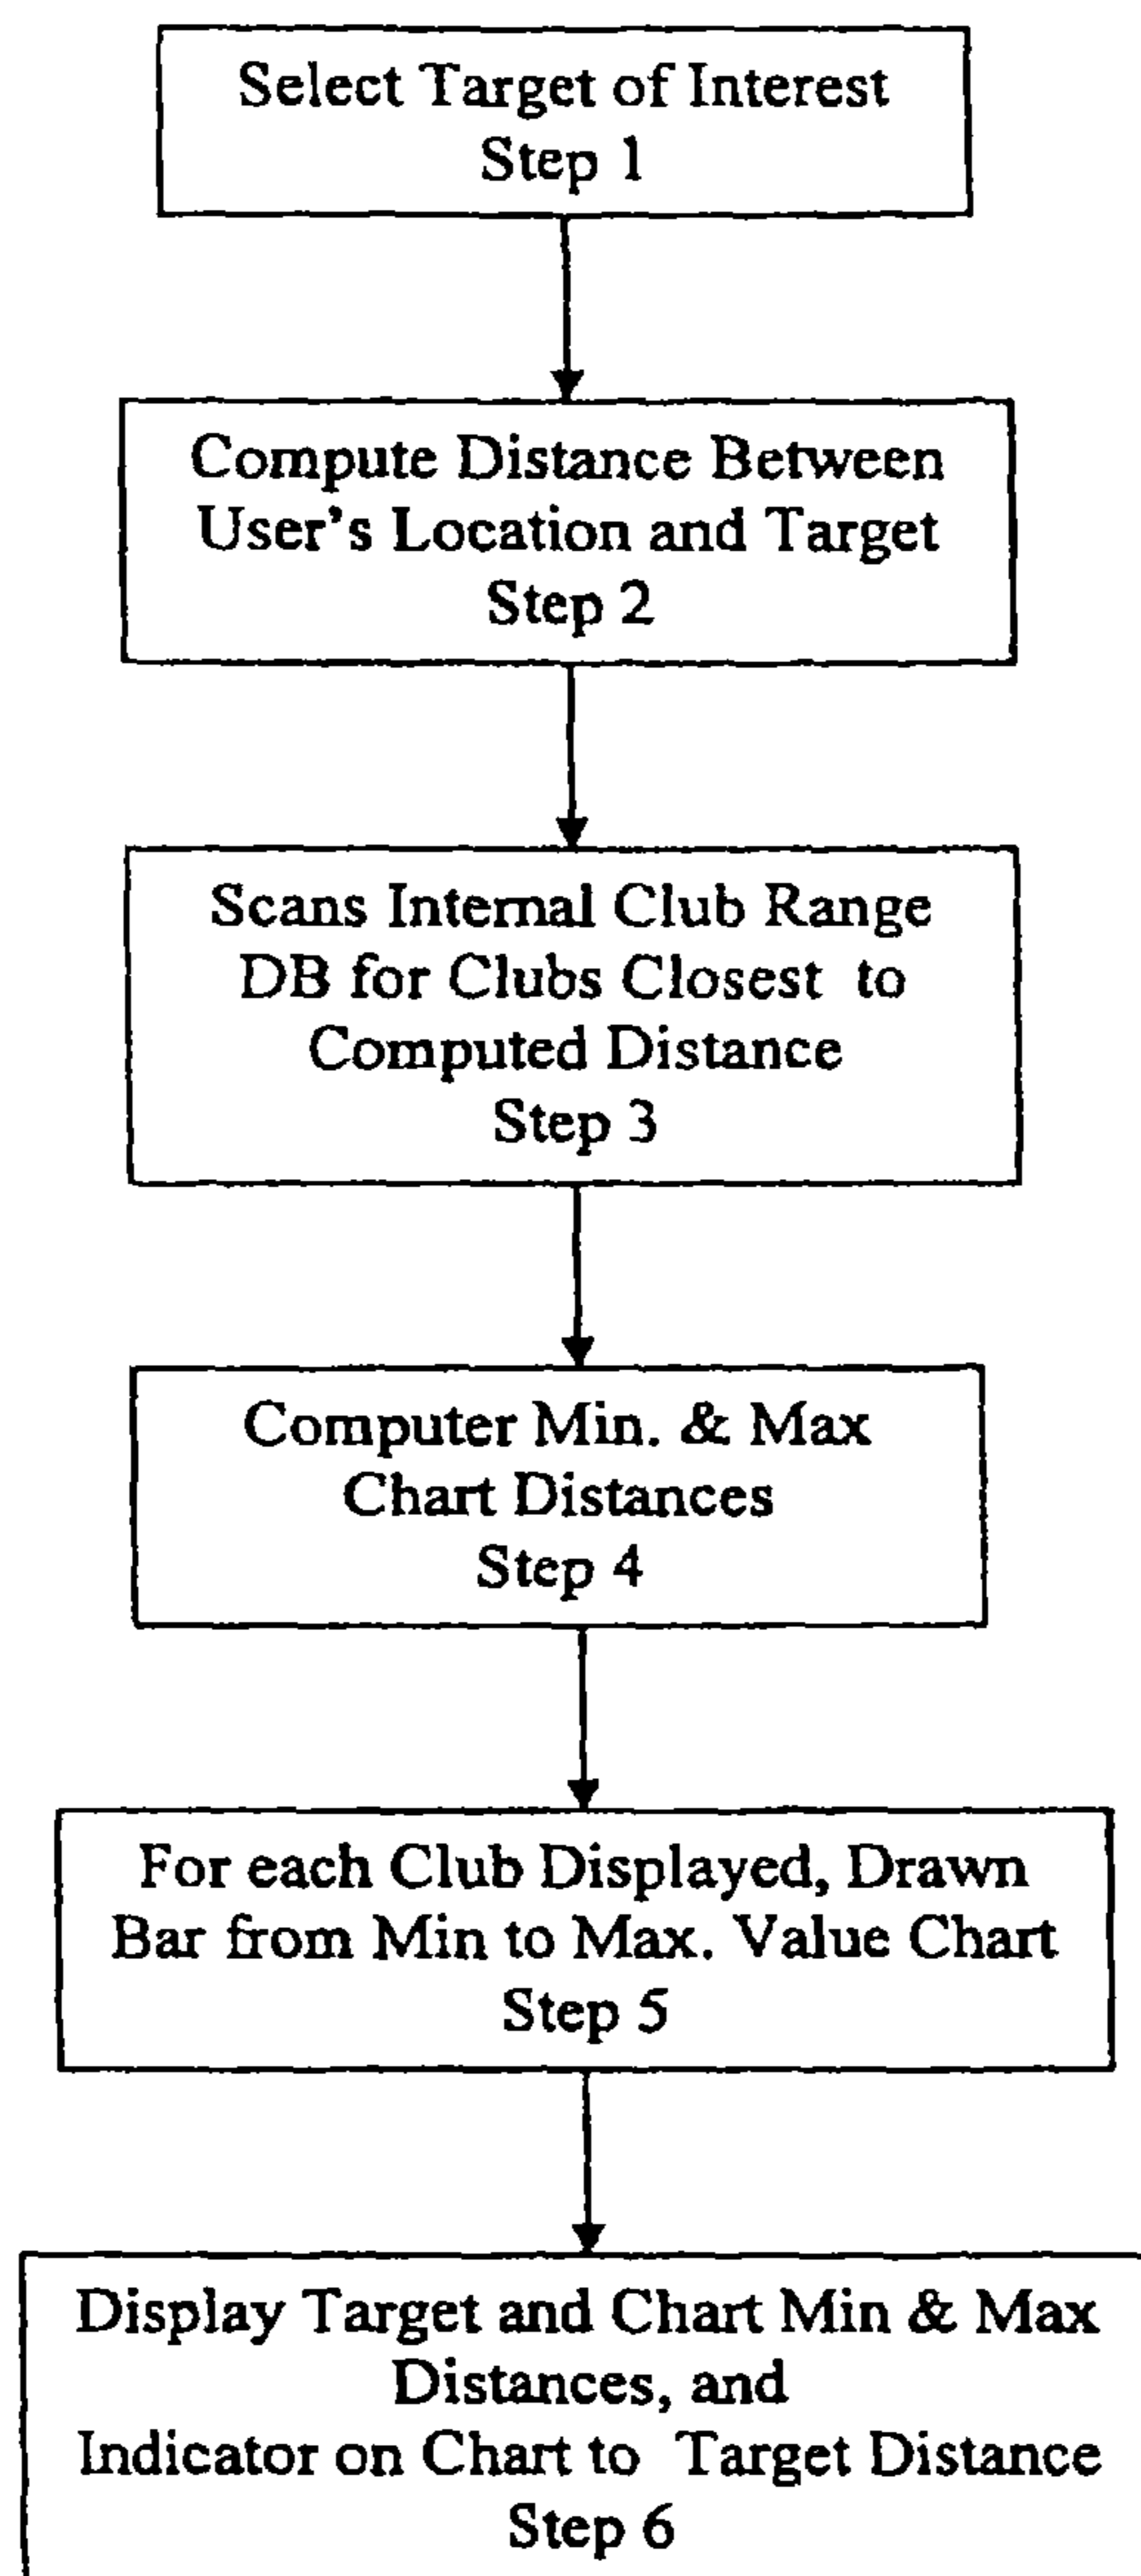 Select Target of Interest
Step 1
Compute Distance Between
User's Location and Target
Step 2
Scans Internal Club Range
DB for Clubs Closest to
Computed Distance
Step 3
Computer Min. & Max
Chart Distances
Step 4
For each Club Displayed, Drawn
Bar from Min to Max. Value Chart
Step 5
Display Target and Chart Min & Max
Distances, and
Indicator on Chart to Target Distance
Step 6